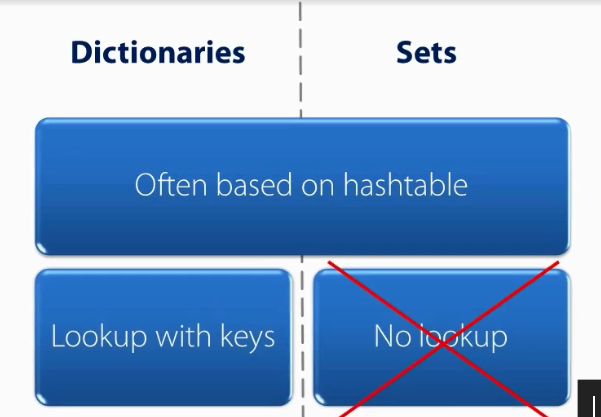 Dictionaries
Sets
Often based on hashtable
Lookup with keys
No lookup